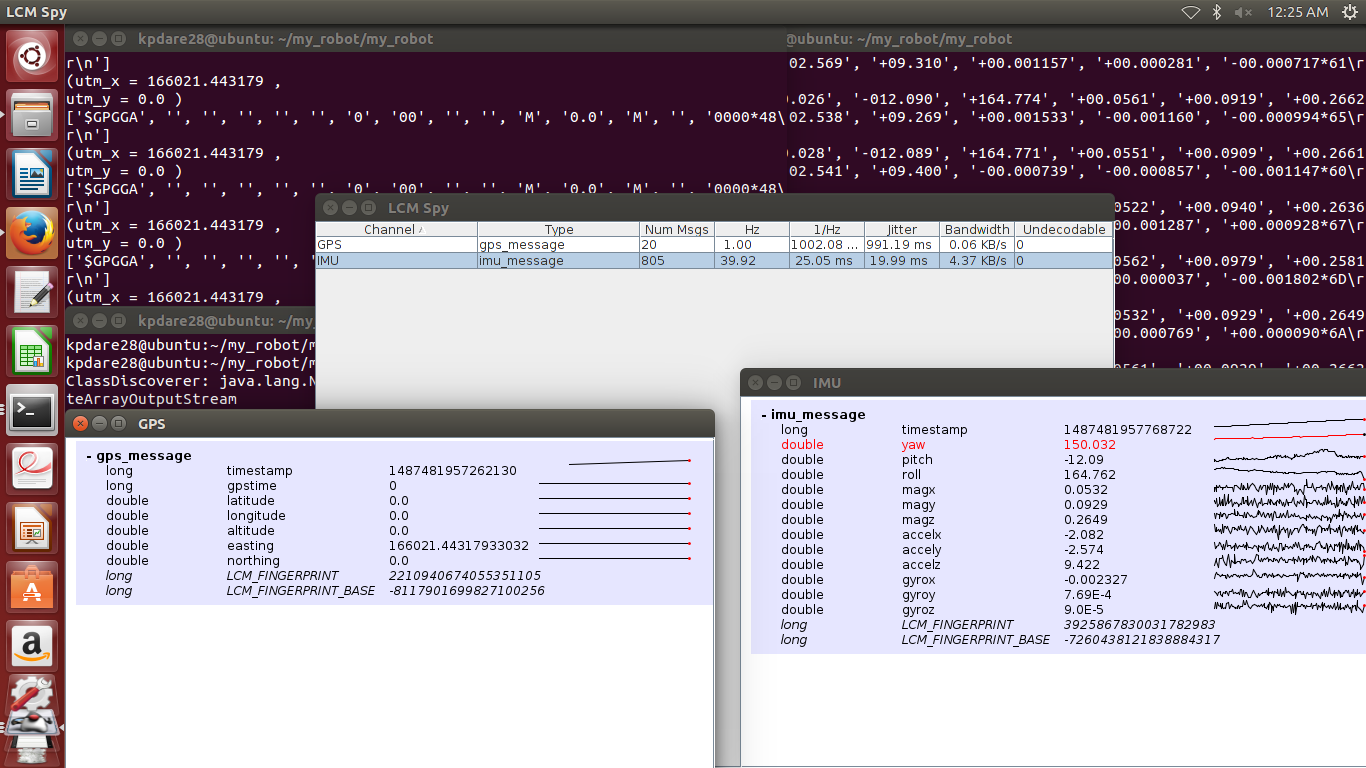 LCM Spy
12:25 AM
kpdare28@ubuntu: ~/my_robot/my_robot
r\n']
(utm_x = 166021.443179 ,
utm_y = 0.0 )
['$GPGGA', '', '', '', '', '', '0', '00', '', '', 'M', '0.0', 'M', '', '0000*48\
r\n']
(utm_x = 166021.443179 ,
utm_y = 0.0 )
['$GPGGA', '', '', '', '', '', '0', '00', '', '', 'M', '0.0', 'M', '', '0000*48\
r\n']
(utm_x = 166021.443179 ,
utm_y = 0.0 )
['$GPGGA', '', '', '', '',
r\n']
(utm_x = 166021.443179 ,
@ubuntu: ~/my_robot/my_robot
02.569', '+09.310', '+00.001157', '+00.000281', '-00.000717*61\r
.026', '-012.090', '+164.774', '+00.0561', '+00.0919', '+00.2662
02.538', '+09.269', '+00.001533', '-00.001160', '-00.000994*65\r
.028', '-012.089', '+164.771', '+00.0551', '+00.0909', '+00.2661
02.541', '+09.400', '-00.000739', '-00.000857', '-00.001147*60\r
0522', '+00.0940', '+00.2636
00.001287', '+00.000928*67\r
0562', '+00.0979', '+00.2581
00.000037', '-00.001802*6D\r
0532', '+00.0929', '+00.2649
00.000769', '+00.000090*6A\r
kpdare28@ubuntu: ~/my_
kpdare28@ubuntu:~/my_robot/m
kpdare28@ubuntu:~/my_robot/m
ClassDiscoverer: java.lang.N
teArrayOutputStream
LCM Spy
Channel Type Num Msgs Hz 1/Hz Jitter Bandwidth Undecodable
GPS gps_message 20 1.00 1002.08 ... 991.19 ms 0.06 KB/s 0
IMU imu_message 805 39.92 25.05 ms 19.99 ms 4.37 KB/s 0
GPS
- gps_message
long timestamp 1487481957262130
long gpstime 0
double latitude 0.0
double longitude 0.0
double altitude 0.0
double easting 166021.44317933032
double northing 0.0
long LCM_FINGERPRINT 2210940674055351105
long LCM_FINGERPRINT_BASE -8117901699827100256
IMU
- imu_message
long timestamp 1487481957768722
double yaw 150.032
double pitch -12.09
double roll 164.762
double magx 0.0532
double magy 0.0929
double magz 0.2649
double accelx -2.082
double accely -2.574
double accelz 9.422
double gyrox -0.002327
double gyroy 7.69E-4
double gyroz 9.0E-5
long LCM_FINGERPRINT 3925867830031782983
long LCM_FINGERPRINT_BASE -7260438121838884317